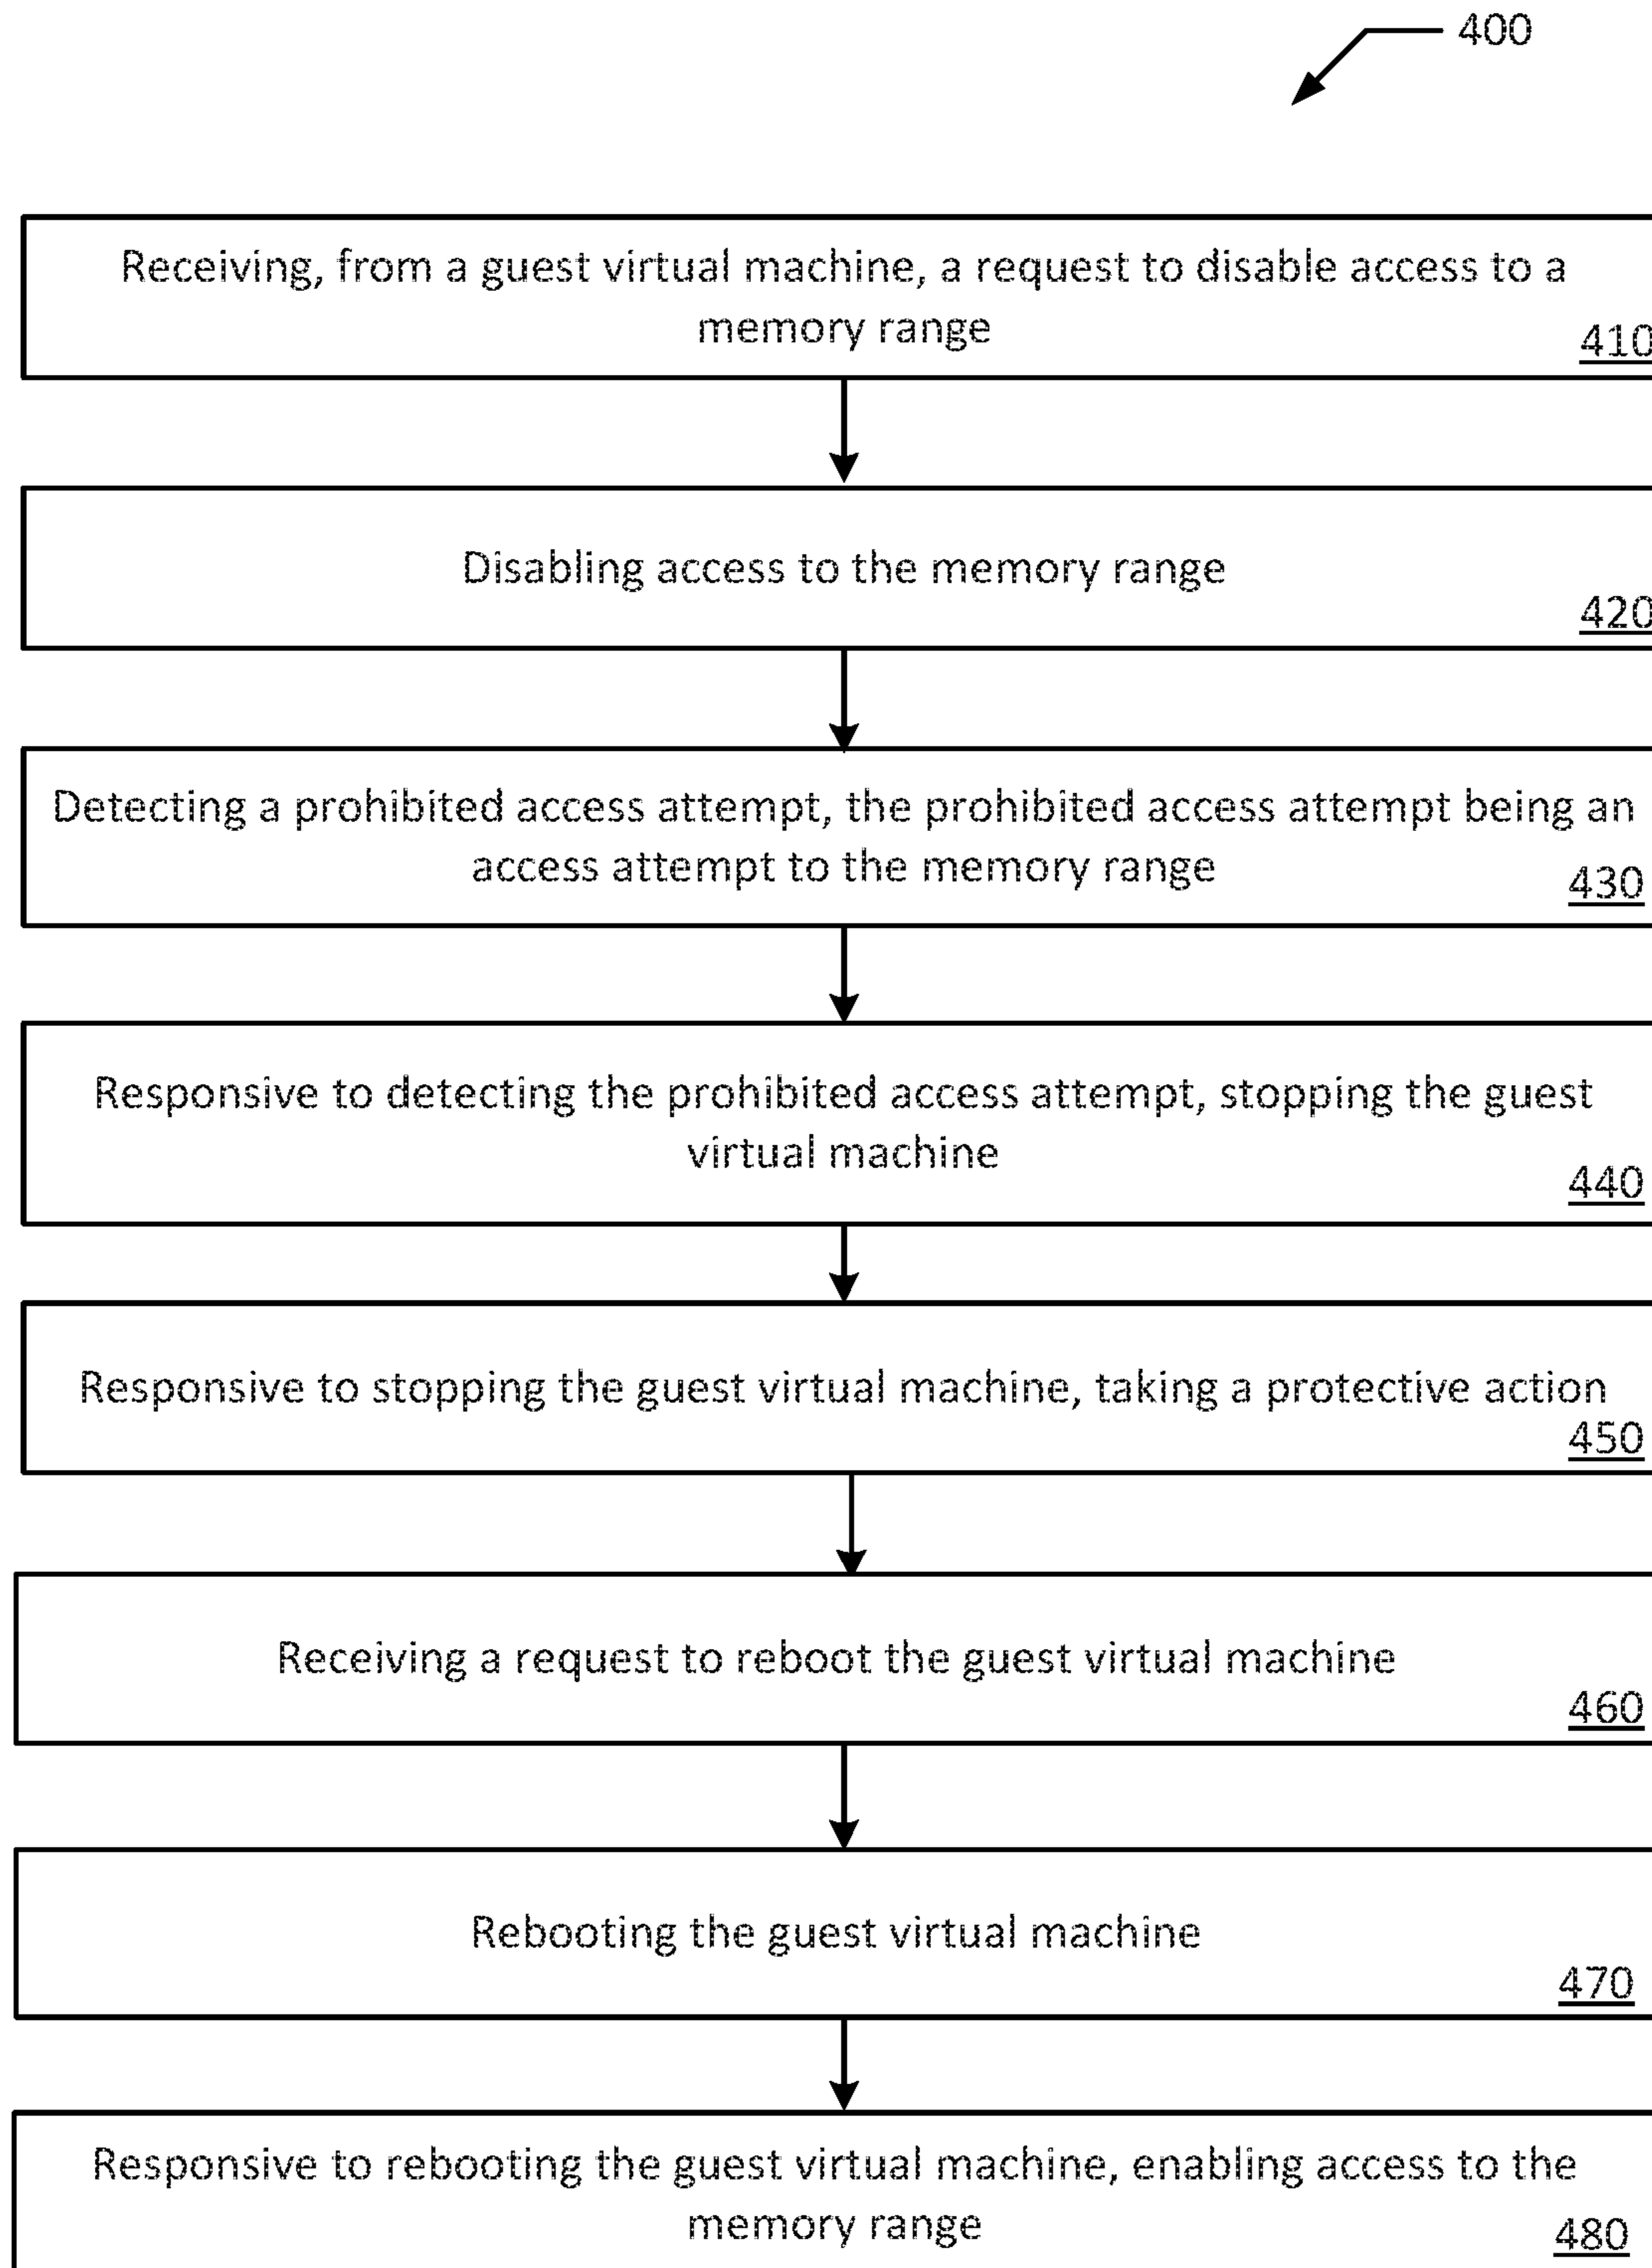 400
Receiving, from a guest virtual machine, a request to disable access to a
memory range
410
Disabling access to the memory range
420
Detecting a prohibited access attempt, the prohibited access attempt being an
access attempt to the memory range
430
Responsive to detecting the prohibited access attempt, stopping the guest
virtual machine
440
Responsive to stopping the guest virtual machine, taking a protective action
450
Receiving a request to reboot the guest virtual machine
460
Rebooting the guest virtual machine
470
Responsive to rebooting the guest virtual machine, enabling access to the
memory range
480